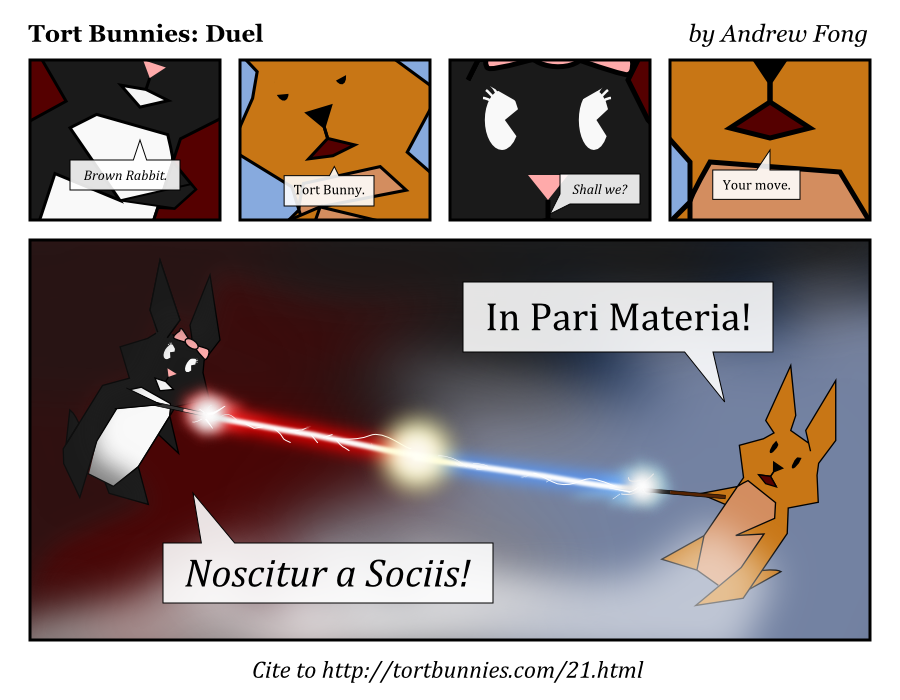 Tort Bunnies: Duel
by Andrew Fong
Brown Rabbit.
Tort Bunny.
Shall we?
Your move.
In Pari Materia!
Noscitur a Sociis!
Cite to http://tortbunnies.com/21.html